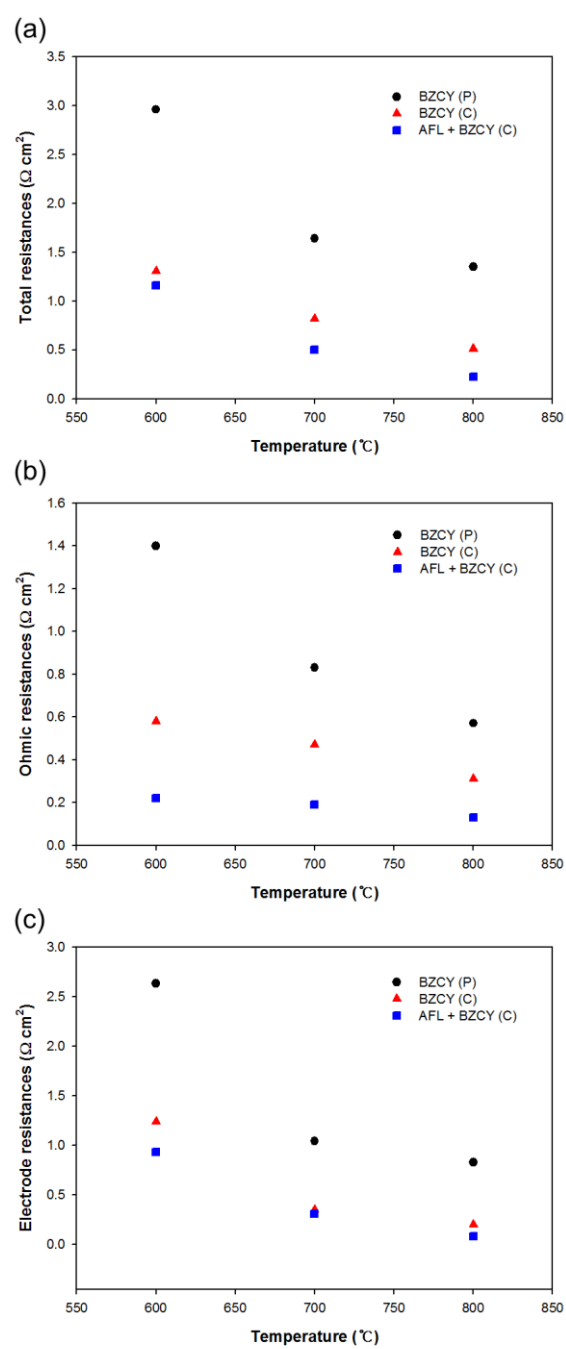 (a)
Total resistances (Ω cm²)
3.5
3.0
2.5
2.0
1.5
1.0
0.5
0.0
BZCY (P)
BZCY (C)
AFL + BZCY (C)
550 600 650 700 750 800 850
Temperature (℃)
(b)
Ohmic resistances (Ω cm²)
1.6
1.4
1.2
1.0
0.8
0.6
0.4
0.2
0.0
BZCY (P)
BZCY (C)
AFL + BZCY (C)
550 600 650 700 750 800 850
Temperature (℃)
(c)
Electrode resistances (Ω cm²)
3.0
2.5
2.0
1.5
1.0
0.5
0.0
BZCY (P)
BZCY (C)
AFL + BZCY (C)
550 600 650 700 750 800 850
Temperature (℃)